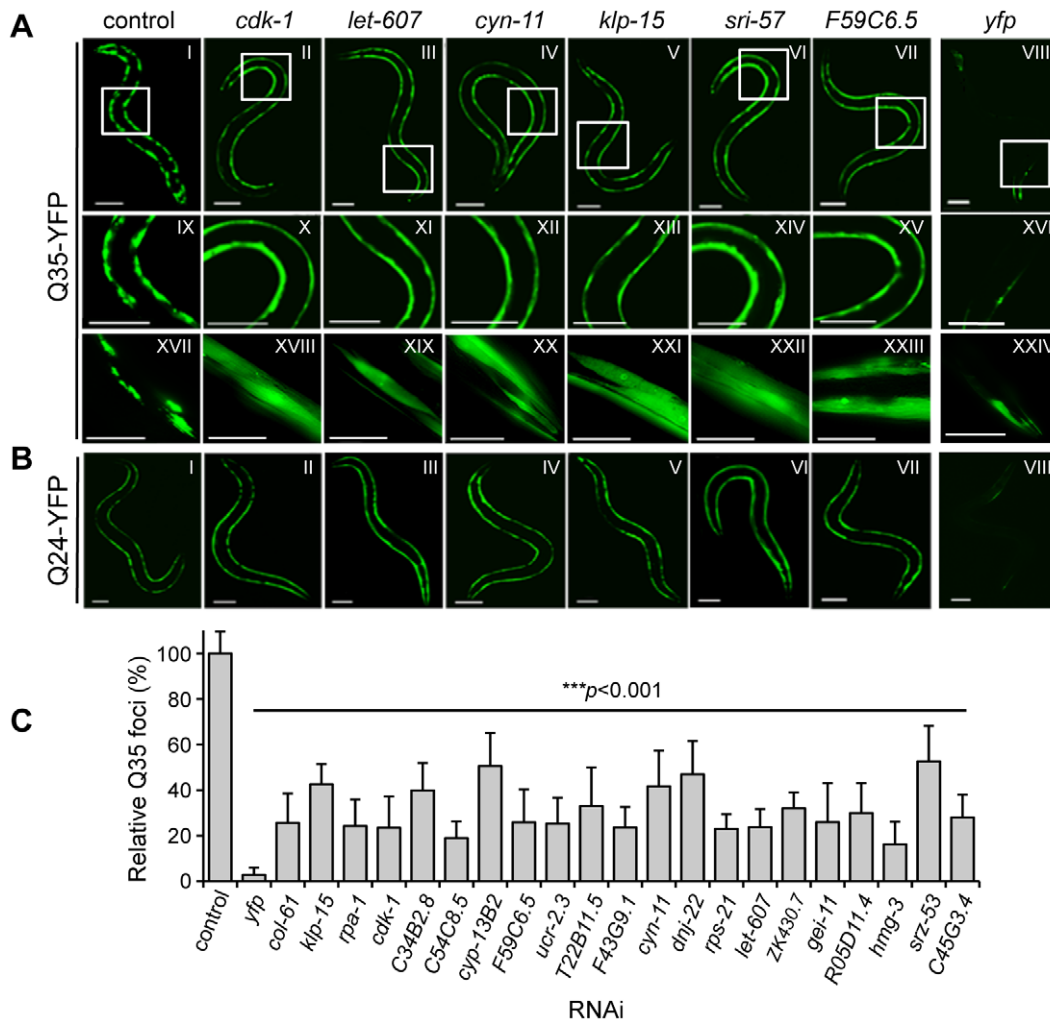 A
control cdk-1 let-607 cyn-11 klp-15 sri-57 F59C6.5 yfp
I II III IV V VI VII VIII
Q35-YFP
IX X XI XII XIII XIV XV XVI
XVII XVIII XIX XX XXI XXII XXIII XXIV
B
Q24-YFP
I II III IV V VI VII VIII
C
Relative Q35 foci (%)
100
80
60
40
20
0
***p<0.001
control yfp col-61 klp-15 rpa-1 cdk-1 C34B2.8 C54C8.5 cyp-13B2 F59C6.5 ucr-2.3 T22B11.5 F43G9.1 cyn-11 dnj-22 rps-21 let-607 ZK430.7 gei-11 R05D11.4 hmg-3 srz-53 C45G3.4
RNAi